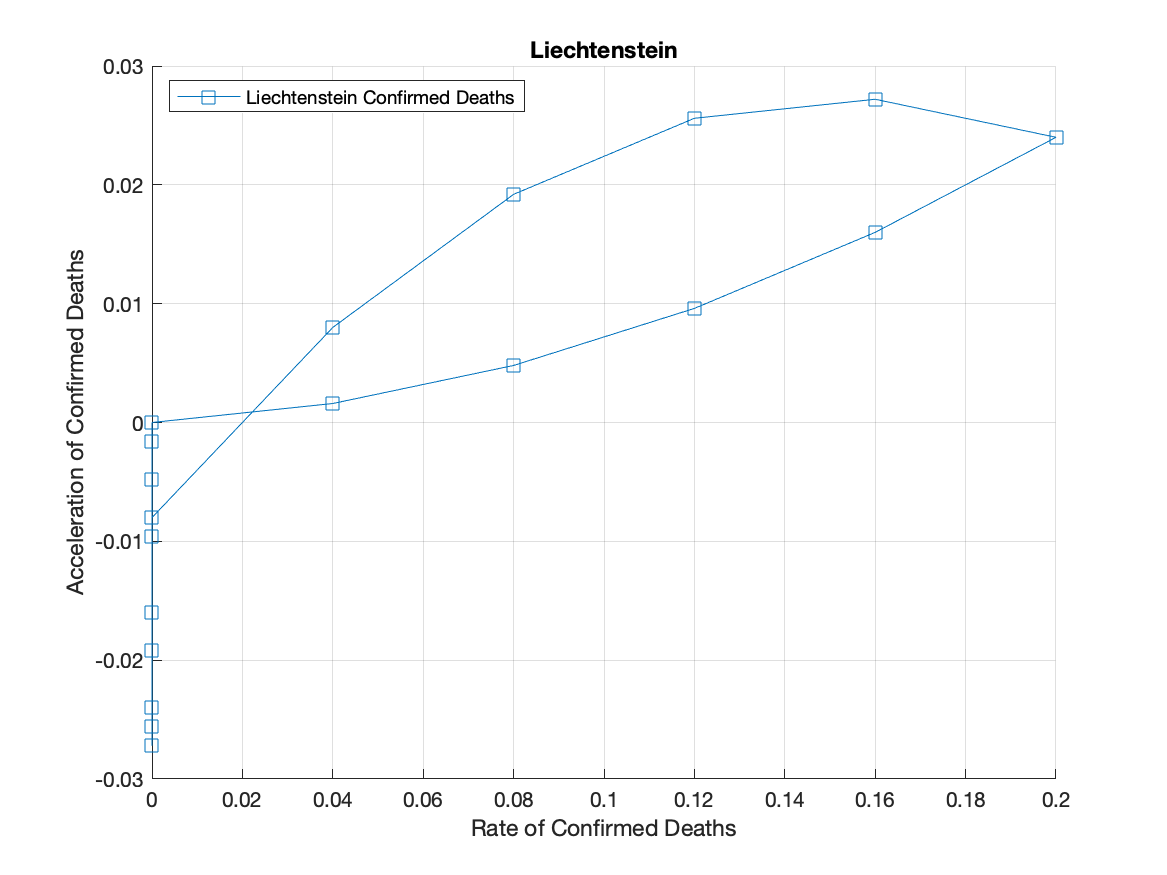 Liechtenstein
Liechtenstein Confirmed Deaths
0.03
0.02
0.01
0
-0.01
-0.02
-0.03
Acceleration of Confirmed Deaths
0 0.02 0.04 0.06 0.08 0.1 0.12 0.14 0.16 0.18 0.2
Rate of Confirmed Deaths